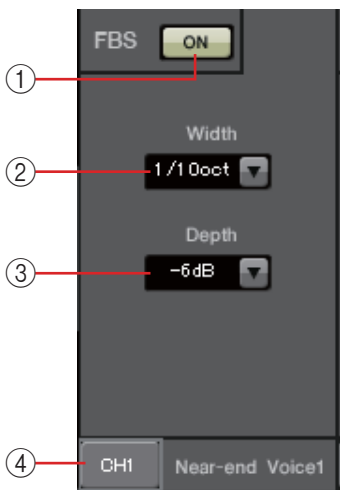 FBS ON
①
Width
② 1/10oct
Depth
③ -6dB
④ CH1 Near-end Voice1